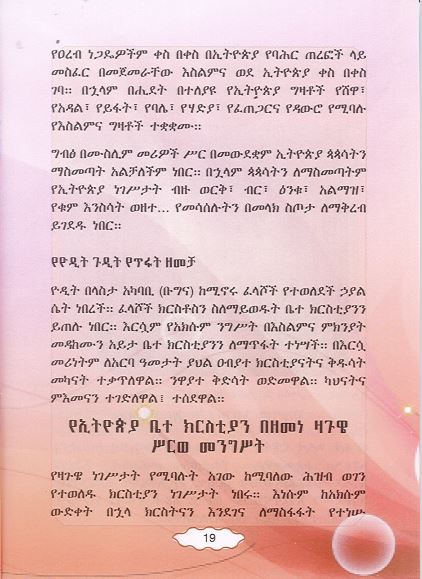 የዐረብ ነጋዴዎችም ቀስ በቀስ በኢትዮጵያ የባሕር ጠረፎች ላይ
መስፈር በመጀመራቸው እስልምና ወደ ኢትዮጵያ ቀስ በቀስ
ገባ። በኋላም በሒደት በተለያዩ የኢትዮጵያ ግዛቶች የሸዋ፣
የአዳል፣ የይፋት፣ የባሌ፣ የሃድያ፣ የፈጠጋርና የዳውሮ የሚባሉ
የእስልምና ግዛቶች ተቋቋሙ።
ግብፅ በሙስሊም መሪዎች ሥር በመውደቋም ኢትዮጵያ ጳጳሳትን
ማስመጣት አልቻለችም ነበር። በኋላም ጳጳሳትን ለማስመጣትም
የኢትዮጵያ ነገሥታት ብዙ ወርቅ፣ ብር፣ ዕንቁ፣ አልማዝ፣
የቁም እንስሳት ወዘተ... የመሳሰሉትን በመላክ ስጦታ ለማቅረብ
ይገደዱ ነበር።
የዮዲት ጉዲት የጥፋት ዘመቻ
ዮዲት በላስታ አካባቢ (ቡግና) ከሚኖሩ ፈላሾች የተወለደች ኃያል
ሴት ነበረች። ፈላሾች ክርስቶስን ስለማይወዱት ቤተ ክርስቲያንን
ይጠሉ ነበር። እርሷም የአክሱም ንግሥት በእስልምና ምክንያት
መዳከሙን አይታ ቤተ ክርስቲያንን ለማጥፋት ተነሣች። በእርሷ
መሪነትም ለአርባ ዓመታት ያህል ዐብያተ ክርስቲያናትና ቅዱሳት
መካናት ተቃጥለዋል። ንዋያተ ቅድሳት ወድመዋል። ካህናትና
ምእመናን ተገድለዋል፤ ተሰደዋል።
የኢትዮጵያ ቤተ ክርስቲያን በዘመነ ዛጉዌ
ሥርወ መንግሥት
የዛጉዌ ነገሥታት የሚባሉት አገው ከሚባለው ሕዝብ ወገን
የተወለዱ ክርስቲያን ነገሥታት ነበሩ። እነሱም ከአክሱም
ውድቀት በኋላ ክርስትናን እንደገና ለማስፋፋት የተነሡ
19